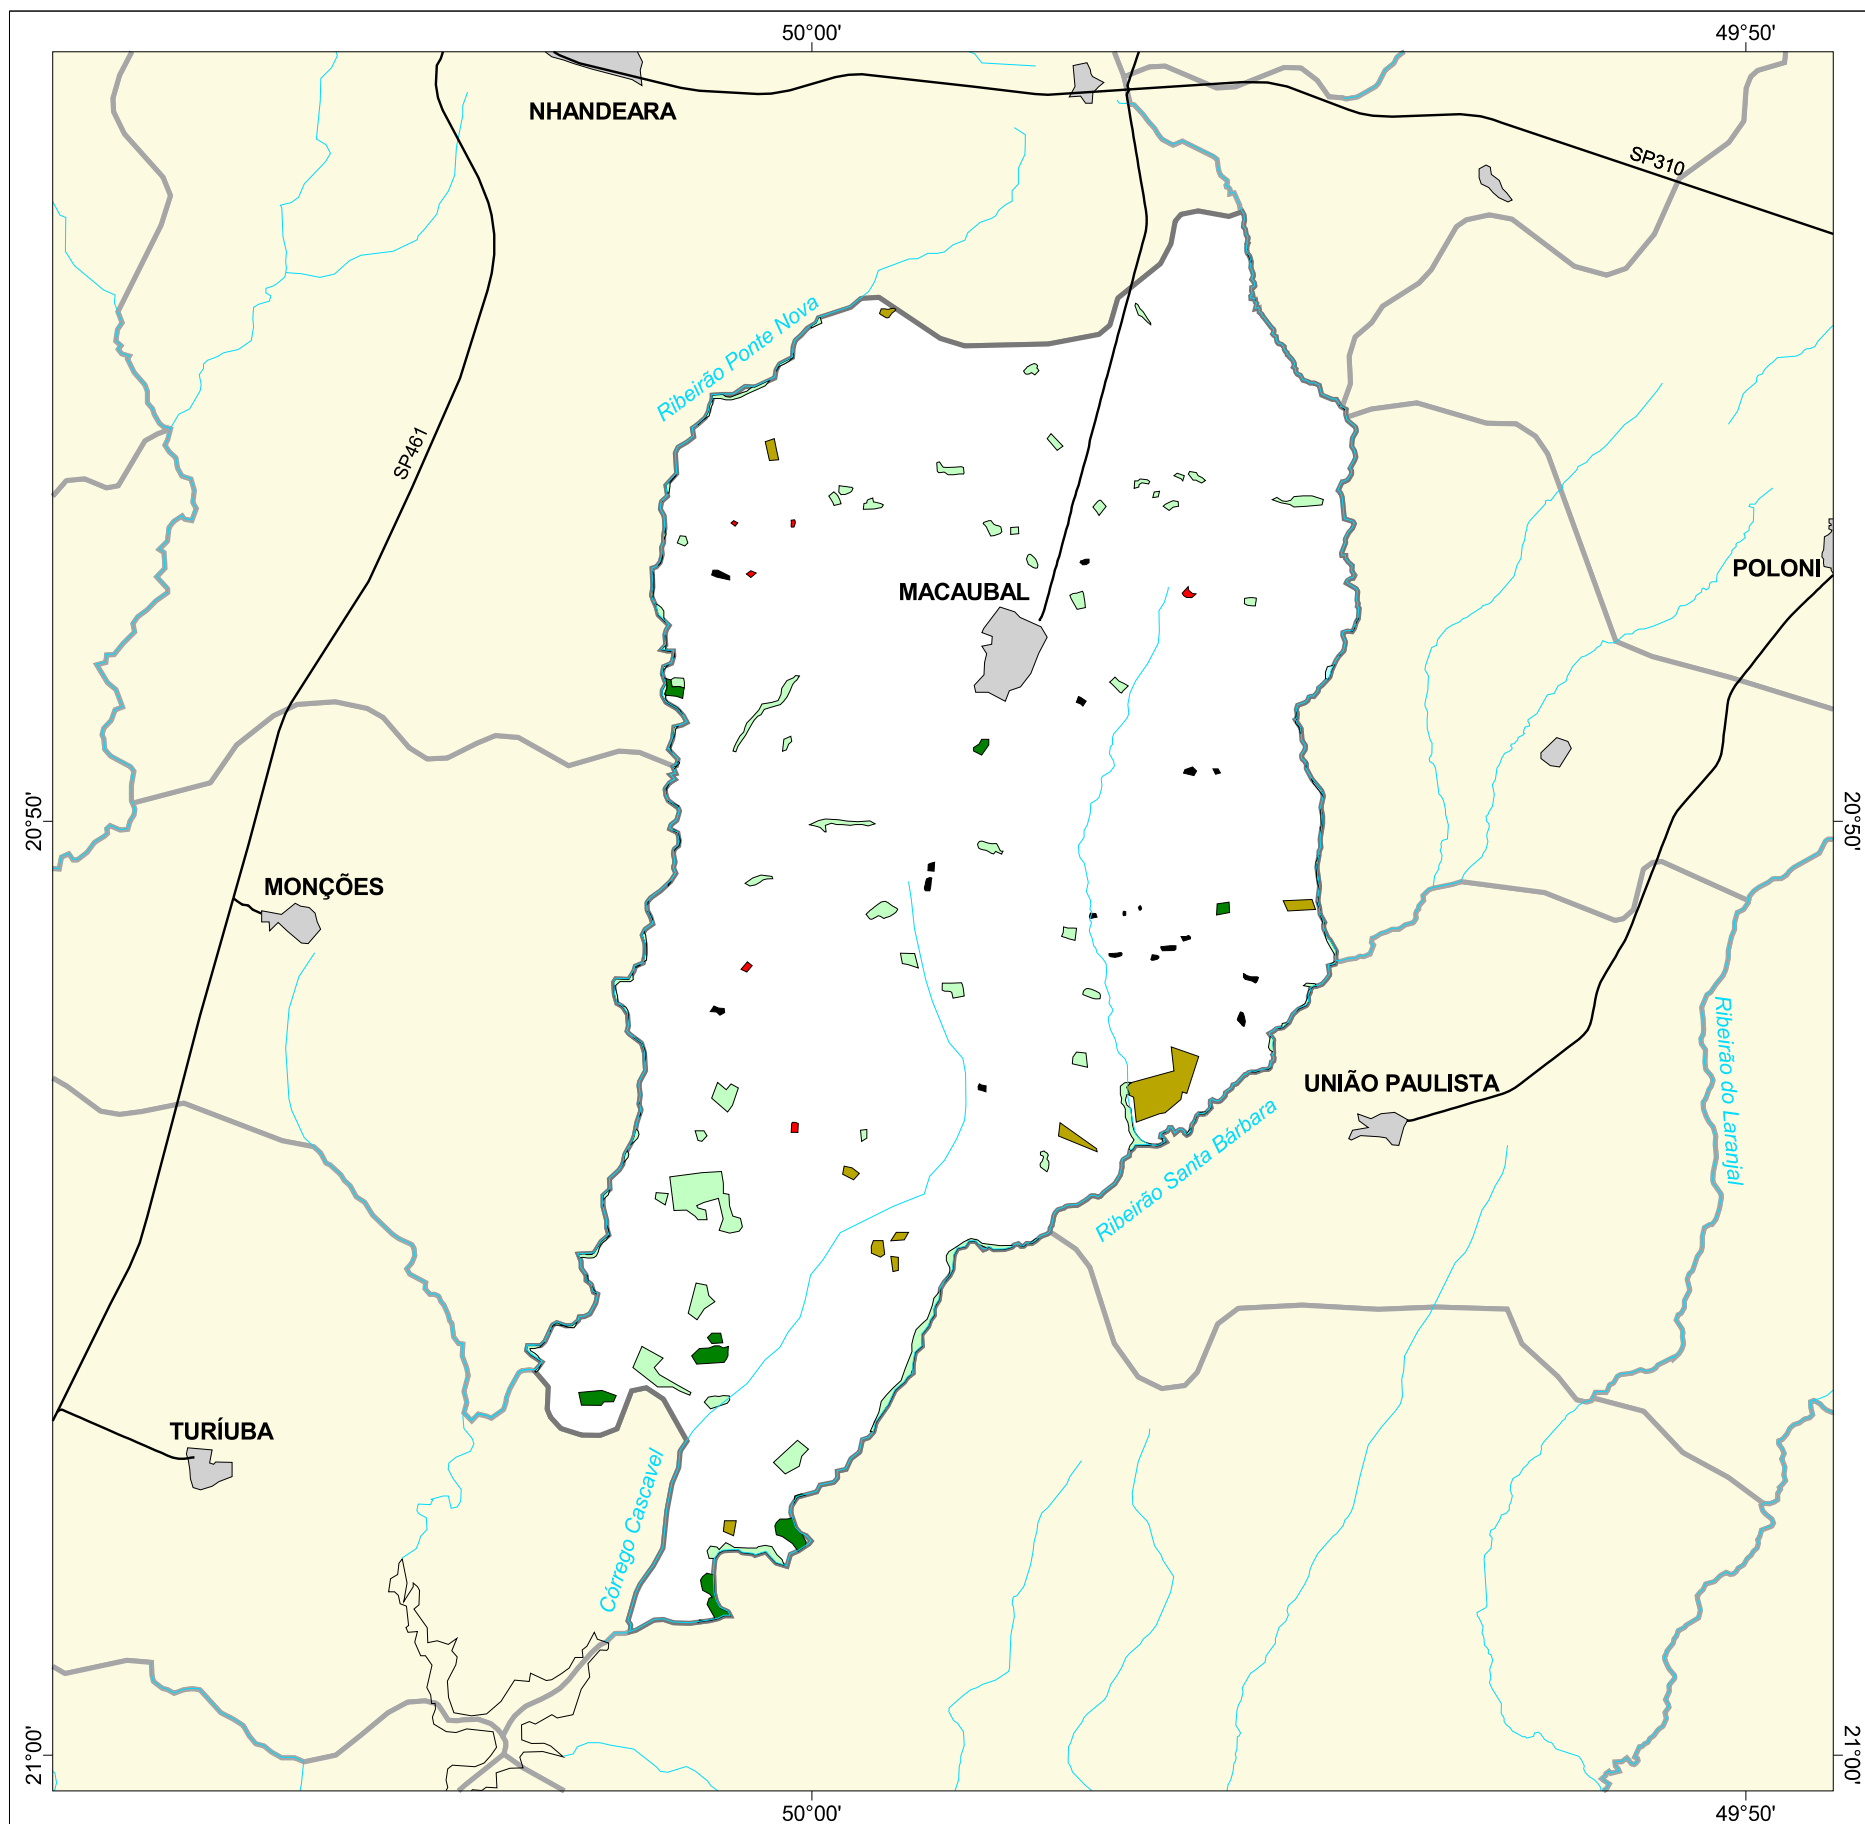 50°00'
49°50'
NHANDEARA
SP310
Ribeirão Ponte Nova
SP461
POLONI
MACAUBAL
20°50'
20°50'
MONÇÕES
Ribeirão do Laranjal
UNIÃO PAULISTA
Ribeirão Santa Bárbara
TURÍUBA
Córrego Cascavel
21°00'
21°00'
50°00'
49°50'